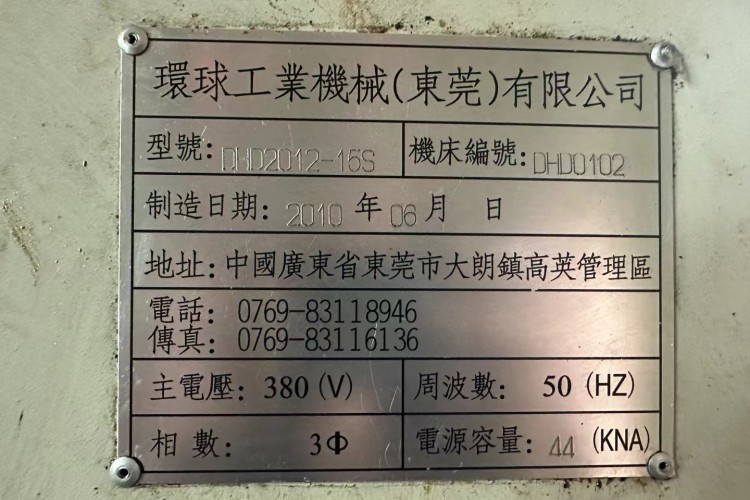 環球工業機械(東莞)有限公司
型號: DHD2012-15S 機床編號: DHD0102
制造日期: 2010 年 06 月 日
地址: 中國廣東省東莞市大朗鎮高英管理區
電話: 0769-83118946
傳真: 0769-83116136
主電壓: 380 (V) 周波數: 50 (HZ)
相數: 3Φ 電源容量: 44 (KNA)